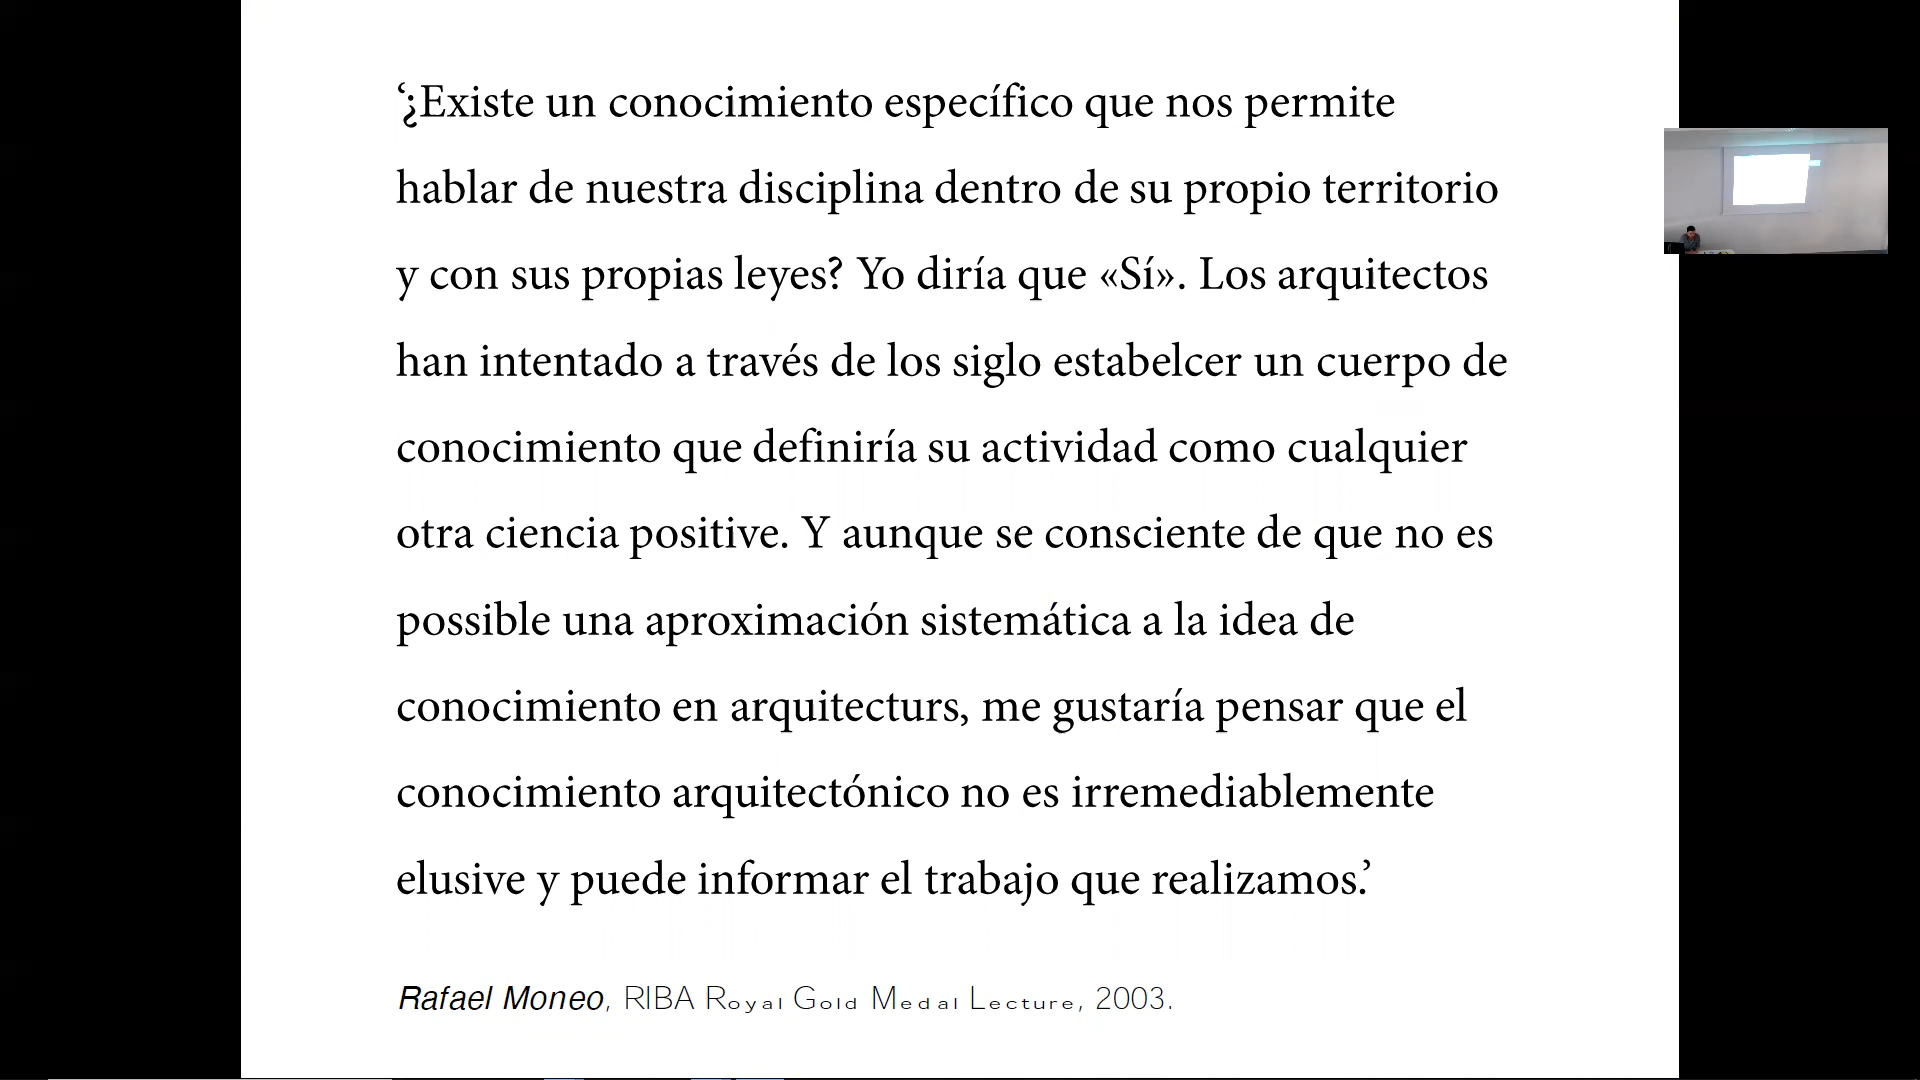 ‘¿Existe un conocimiento específico que nos permite
hablar de nuestra disciplina dentro de su propio territorio
y con sus propias leyes? Yo diría que «Sí». Los arquitectos
han intentado a través de los siglo estabelcer un cuerpo de
conocimiento que definiría su actividad como cualquier
otra ciencia positive. Y aunque se consciente de que no es
possible una aproximación sistemática a la idea de
conocimiento en arquitecturs, me gustaría pensar que el
conocimiento arquitectónico no es irremediablemente
elusive y puede informar el trabajo que realizamos.’
Rafael Moneo, RIBA Royal Gold Medal Lecture, 2003.